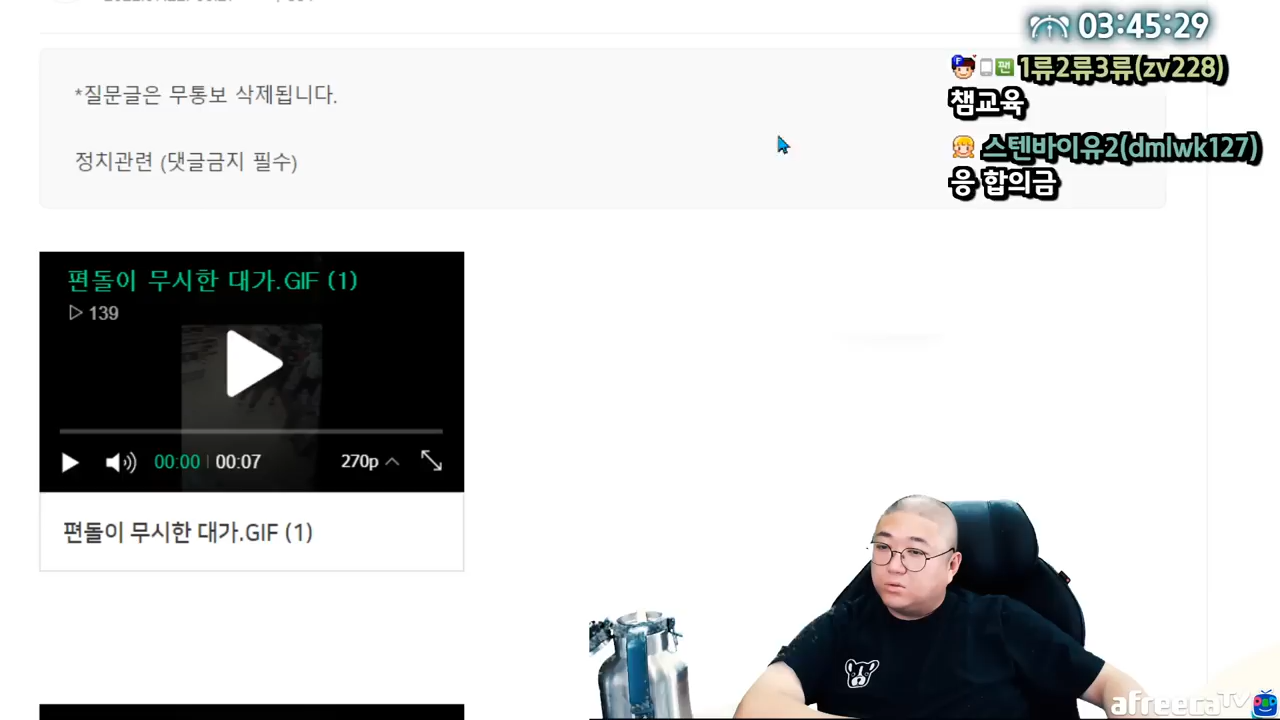 03:45:29
1류2류3류(zv228)
챔교육
스텐바이유2(dmlwk127)
응 합의금
*질문글은 무통보 삭제됩니다.
정치관련 (댓글금지 필수)
편돌이 무시한 대가.GIF (1)
139
00:00 00:07 270p
편돌이 무시한 대가.GIF (1)
afreecaTV